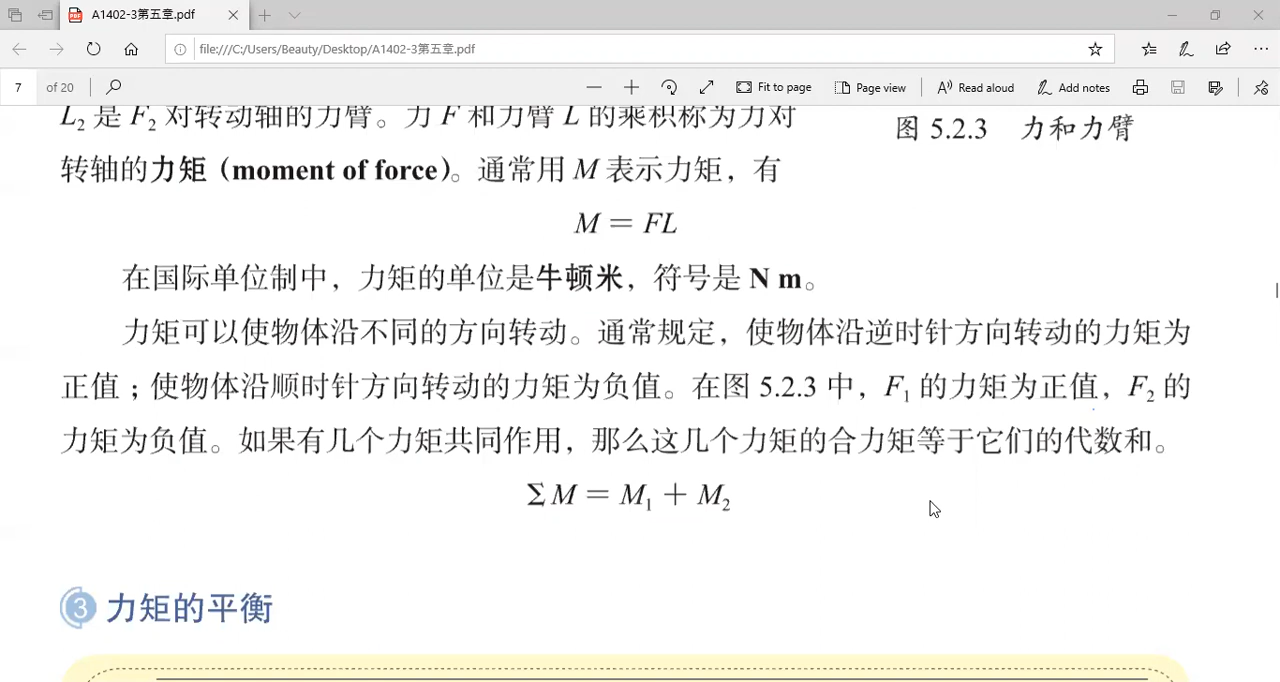 A1402-3第五章.pdf
file:///C:/Users/Beauty/Desktop/A1402-3第五章.pdf
7 of 20 Fit to page Page view Read aloud Add notes
L₂ 是 F₂ 对转动轴的力臂。力 F 和力臂 L 的乘积称为力对
图 5.2.3 力和力臂
转轴的力矩 (moment of force)。通常用 M 表示力矩，有
M = FL
在国际单位制中，力矩的单位是牛顿米，符号是 N m。
力矩可以使物体沿不同的方向转动。通常规定，使物体沿逆时针方向转动的力矩为
正值；使物体沿顺时针方向转动的力矩为负值。在图 5.2.3 中，F₁ 的力矩为正值，F₂ 的
力矩为负值。如果有几个力矩共同作用，那么这几个力矩的合力矩等于它们的代数和。
Σ M = M₁ + M₂
3 力矩的平衡